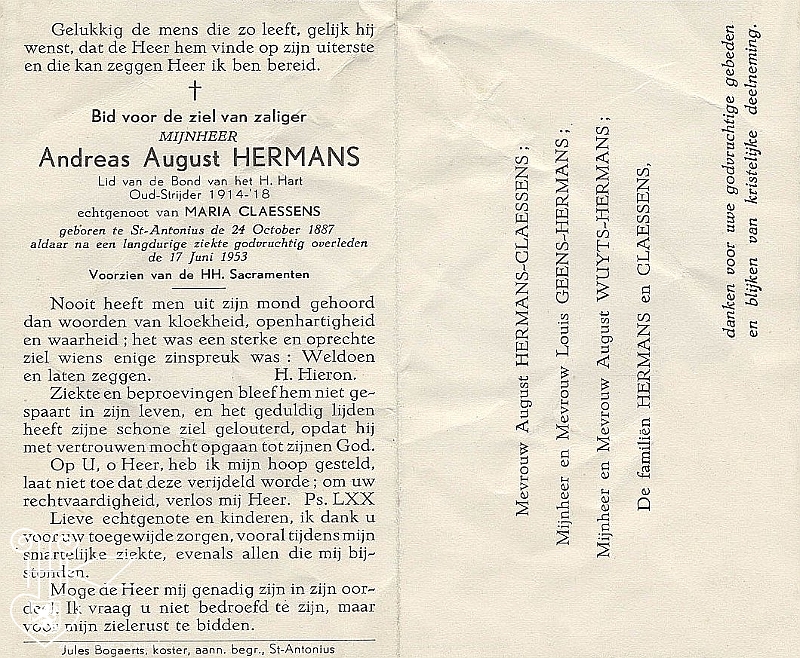 Gelukkig de mens die zo leeft, gelijk hij
wenst, dat de Heer hem vinde op zijn uiterste
en die kan zeggen Heer ik ben bereid.
Bid voor de ziel van zaliger
MIJNHEER
Andreas August HERMANS
Lid van de Bond van het H. Hart
Oud-Strijder 1914-'18
echtgenoot van MARIA CLAESSENS
geboren te St-Antonius de 24 October 1887
aldaar na een langdurige ziekte godvruchtig overleden
de 17 Juni 1953
Voorzien van de HH. Sacramenten
Nooit heeft men uit zijn mond gehoord
dan woorden van kloekheid, openhartigheid
en waarheid ; het was een sterke en oprechte
ziel wiens enige zinspreuk was : Weldoen
en laten zeggen. H. Hieron.
Ziekte en beproevingen bleef hem niet ge-
spaart in zijn leven, en het geduldig lijden
heeft zijne schone ziel gelouterd, opdat hij
met vertrouwen mocht opgaan tot zijnen God.
Op U, o Heer, heb ik mijn hoop gesteld,
laat niet toe dat deze verijdeld worde ; om uw
rechtvaardigheid, verlos mij Heer. Ps. LXX
Lieve echtgenote en kinderen, ik dank u
voor uw toegewijde zorgen, vooral tijdens mijn
smartelijke ziekte, evenals allen die mij bij-
stonden.
Moge de Heer mij genadig zijn in zijn oor-
deel. Ik vraag u niet bedroefd te zijn, maar
voor mijn zielerust te bidden.
Jules Bogaerts, koster, aann. begr., St-Antonius
Mevrouw August HERMANS-CLAESSENS ;
Mijnheer en Mevrouw Louis GEENS-HERMANS ;
Mijnheer en Mevrouw August WUYTS-HERMANS ;
De familiën HERMANS en CLAESSENS,
danken voor uwe godvruchtige gebeden
en blijken van kristelijke deelneming.